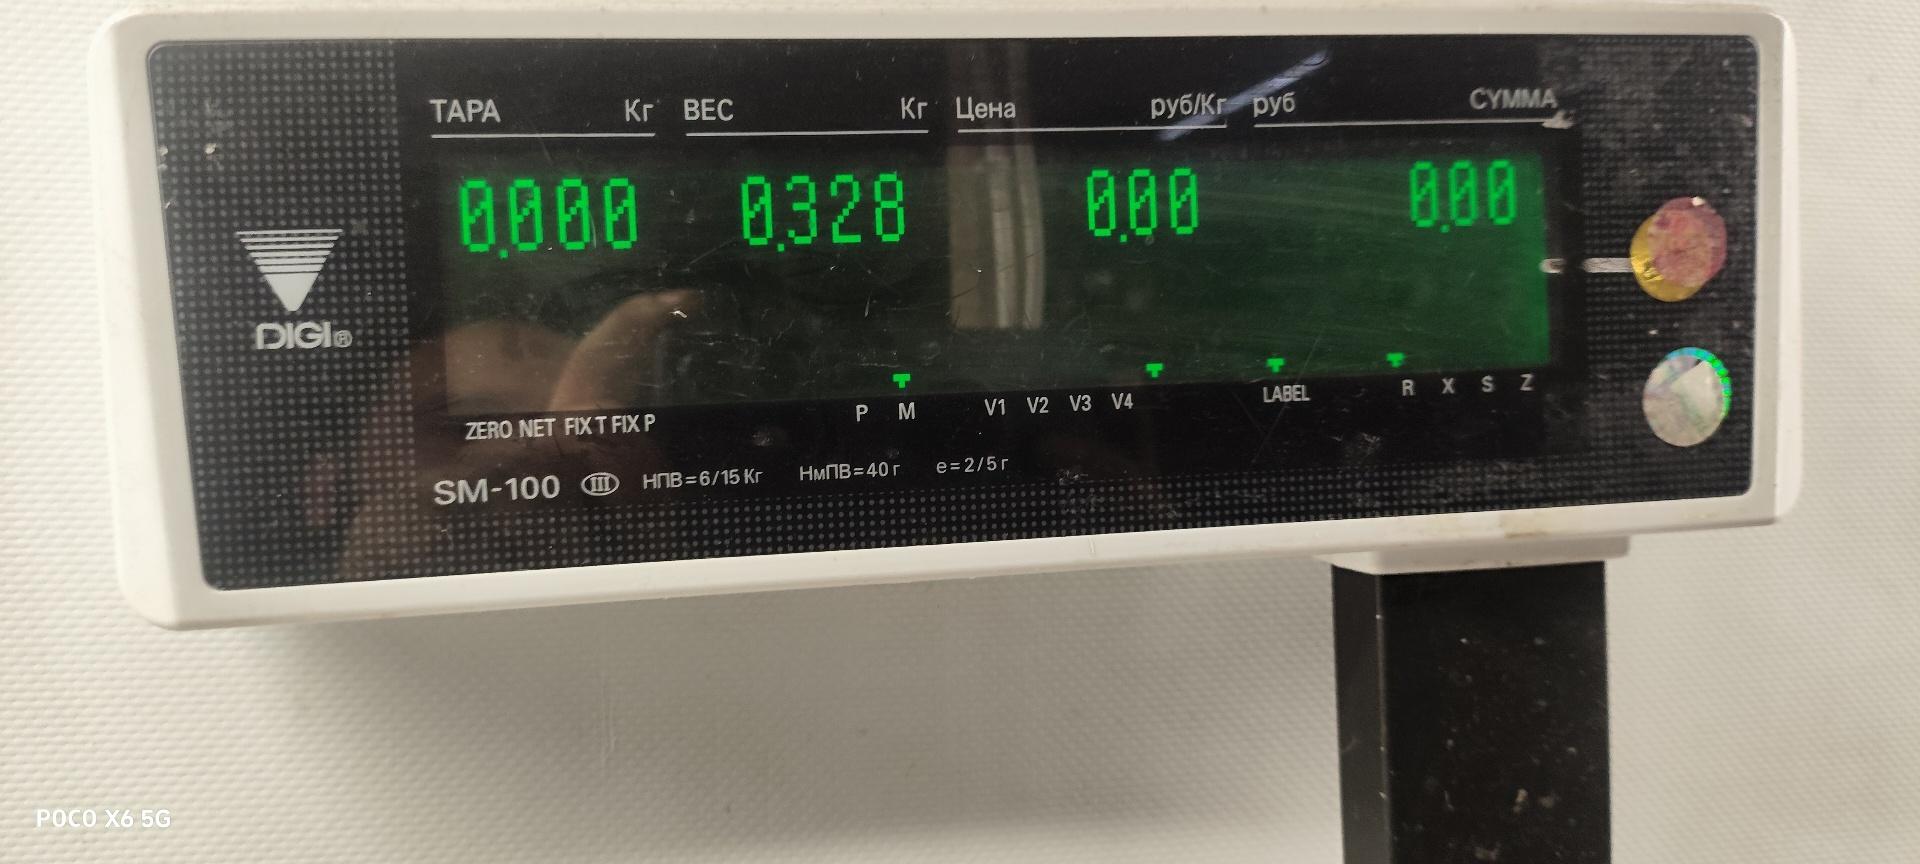 ТАРА Кг ВЕС Кг Цена руб/Кг руб СУММА
0.000 0.328 0.00 0.00
DIGI®
ZERO NET FIX T FIX P P M V1 V2 V3 V4 LABEL R X S Z
SM-100 III НПВ=6/15 Кг НмПВ=40 г e=2/5 г
POCO X6 5G